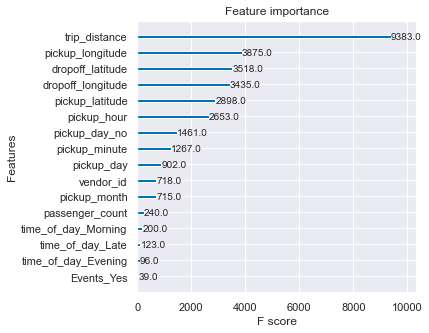 Feature importance
trip_distance 9383.0
pickup_longitude 3875.0
dropoff_latitude 3518.0
dropoff_longitude 3435.0
pickup_latitude 2898.0
pickup_hour 2653.0
pickup_day_no 1461.0
pickup_minute 1267.0
pickup_day 902.0
vendor_id 718.0
pickup_month 715.0
passenger_count 240.0
time_of_day_Morning 200.0
time_of_day_Late 123.0
time_of_day_Evening 96.0
Events_Yes 39.0
Features
0 2000 4000 6000 8000 10000
F score